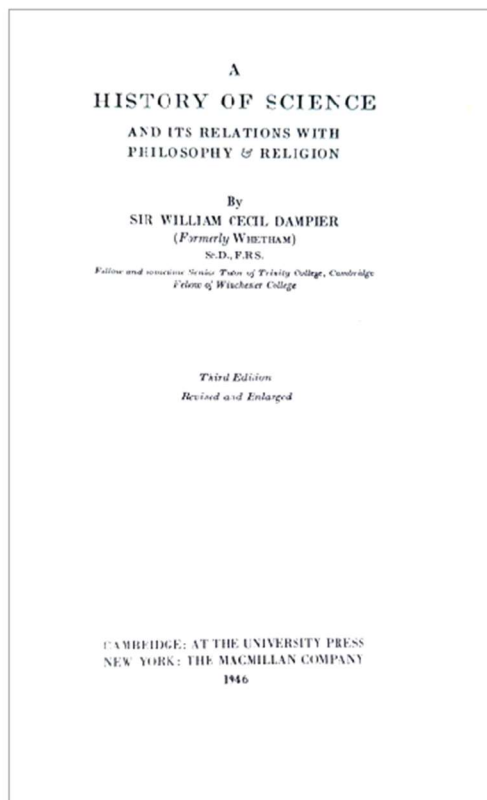 A
HISTORY OF SCIENCE
AND ITS RELATIONS WITH
PHILOSOPHY & RELIGION
By
SIR WILLIAM CECIL DAMPIER
(Formerly WHETHAM)
Sc.D., F.R.S.
Fellow and sometime Senior Tutor of Trinity College, Cambridge
Fellow of Winchester College
Third Edition
Revised and Enlarged
CAMBRIDGE: AT THE UNIVERSITY PRESS
NEW YORK: THE MACMILLAN COMPANY
1946